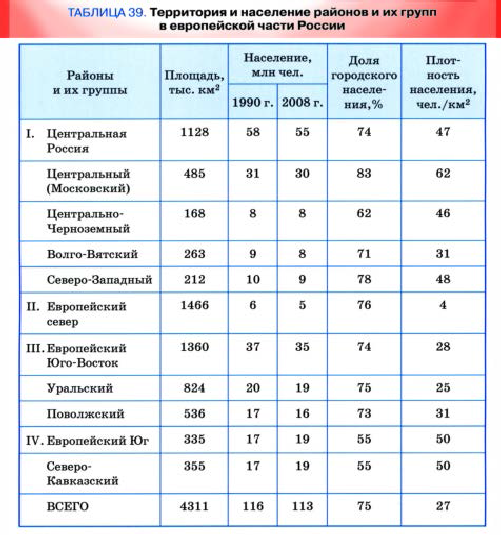 ТАБЛИЦА 39. Территория и население районов и их групп
в европейской части России
Районы и их группы | Площадь, тыс. км² | Население, млн чел. 1990 г. | 2008 г. | Доля городского населе-ния,% | Плот-ность населения, чел./км²
I. Центральная Россия | 1128 | 58 | 55 | 74 | 47
Центральный (Московский) | 485 | 31 | 30 | 83 | 62
Центрально-Черноземный | 168 | 8 | 8 | 62 | 46
Волго-Вятский | 263 | 9 | 8 | 71 | 31
Северо-Западный | 212 | 10 | 9 | 78 | 48
II. Европейский север | 1466 | 6 | 5 | 76 | 4
III. Европейский Юго-Восток | 1360 | 37 | 35 | 74 | 28
Уральский | 824 | 20 | 19 | 75 | 25
Поволжский | 536 | 17 | 16 | 73 | 31
IV. Европейский Юг | 335 | 17 | 19 | 55 | 50
Северо-Кавказский | 355 | 17 | 19 | 55 | 50
ВСЕГО | 4311 | 116 | 113 | 75 | 27